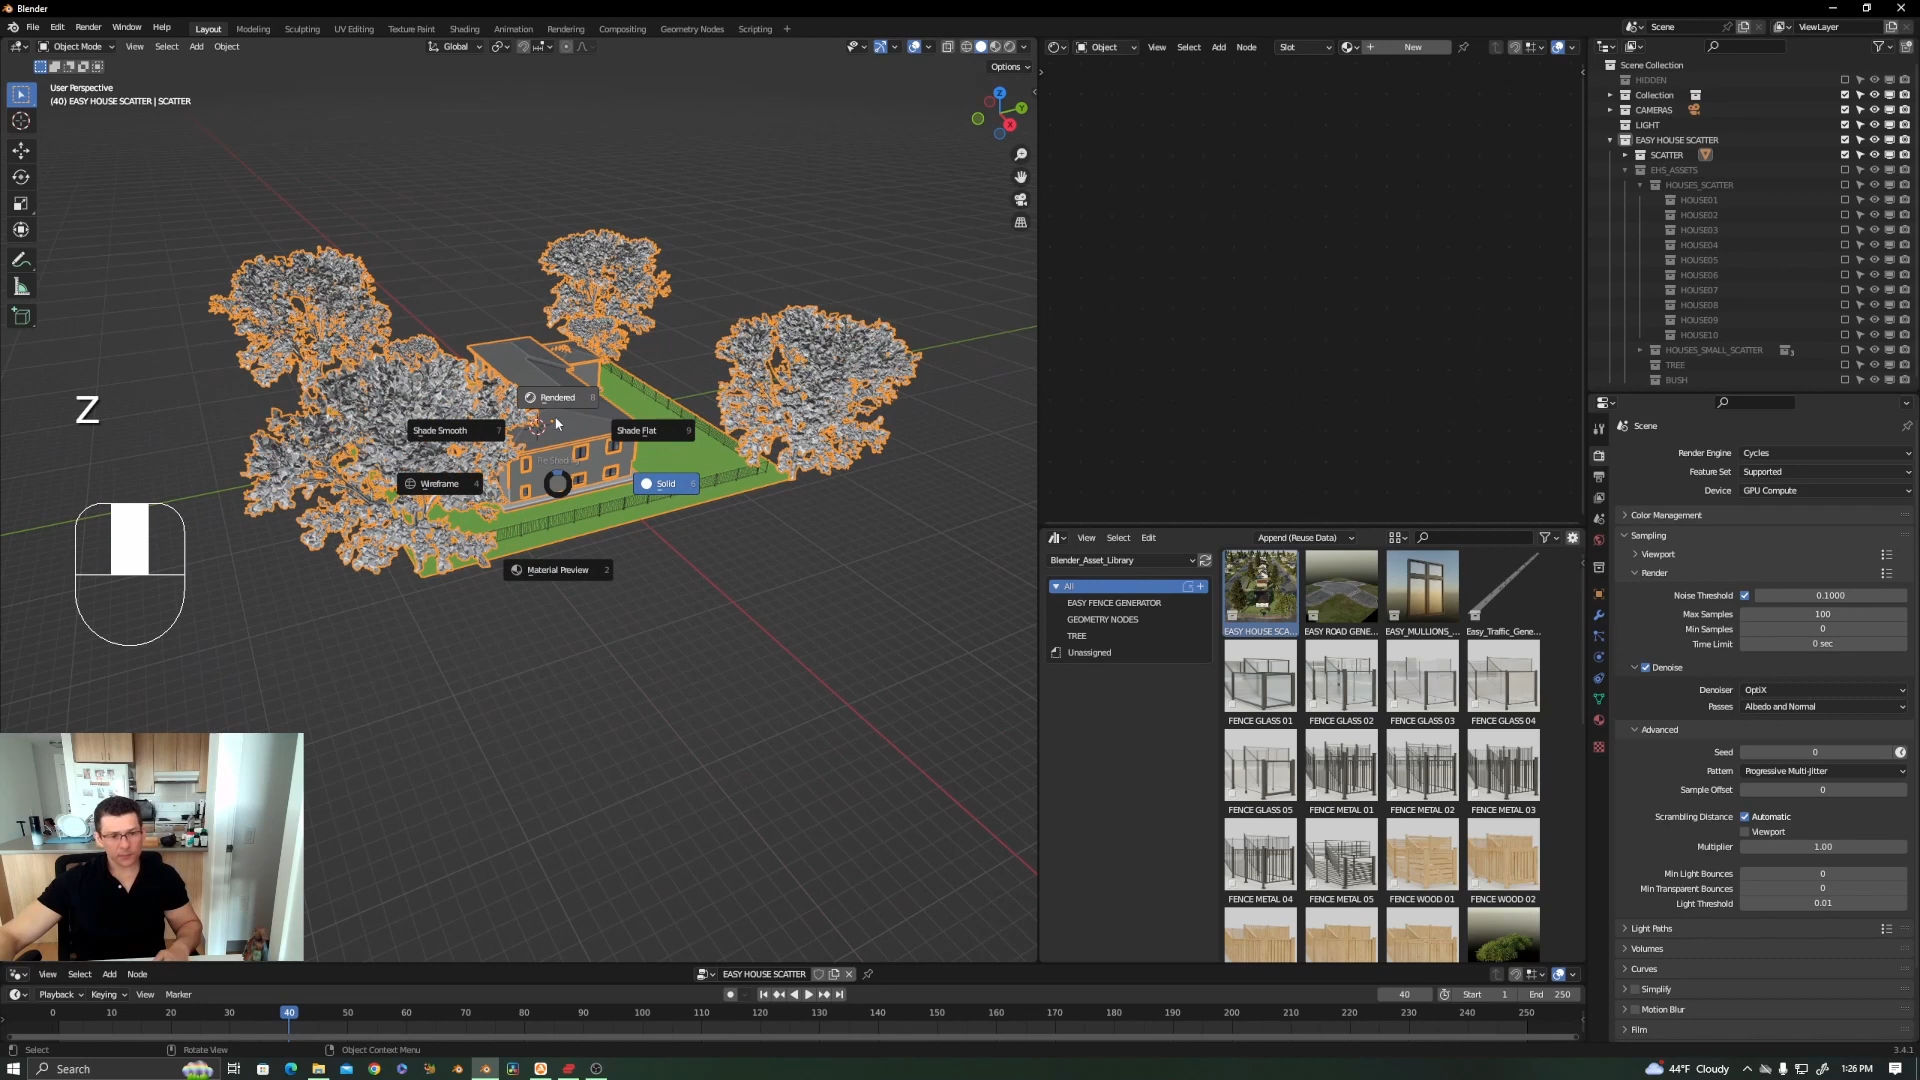 Blender
File Edit Render Window Help Layout Modeling Sculpting UV Editing Texture Paint Shading Animation Rendering Compositing Geometry Nodes Scripting +
Scene ViewLayer
Object Mode View Select Add Object Global
Options
User Perspective
(40) EASY HOUSE SCATTER | SCATTER
Z
Y
X
Rendered 8
Shade Smooth 7
Shade Flat 9
Wireframe 4
Solid 6
Material Preview 2
Z
Object View Select Add Node Slot New
View Select Edit Append (Reuse Data)
Blender_Asset_Library
All
EASY FENCE GENERATOR
GEOMETRY NODES
TREE
Unassigned
EASY HOUSE SCA... EASY ROAD GENE... EASY_MULLIONS_... Easy_Traffic_Gene...
FENCE GLASS 01 FENCE GLASS 02 FENCE GLASS 03 FENCE GLASS 04
FENCE GLASS 05 FENCE METAL 01 FENCE METAL 02 FENCE METAL 03
FENCE METAL 04 FENCE METAL 05 FENCE WOOD 01 FENCE WOOD 02
Scene Collection
HIDDEN
Collection
CAMERAS
LIGHT
EASY HOUSE SCATTER
SCATTER
EHS_ASSETS
HOUSES_SCATTER
HOUSE01
HOUSE02
HOUSE03
HOUSE04
HOUSE05
HOUSE06
HOUSE07
HOUSE08
HOUSE09
HOUSE10
HOUSES_SMALL_SCATTER 3
TREE
BUSH
Scene
Render Engine Cycles
Feature Set Supported
Device GPU Compute
Color Management
Sampling
Viewport
Render
Noise Threshold 0.1000
Max Samples 100
Min Samples 0
Time Limit 0 sec
Denoise
Denoiser OptiX
Passes Albedo and Normal
Advanced
Seed 0
Pattern Progressive Multi-Jitter
Sample Offset 0
Scrambling Distance Automatic
Viewport
Multiplier 1.00
Min Light Bounces 0
Min Transparent Bounces 0
Light Threshold 0.01
Light Paths
Volumes
Curves
Simplify
Motion Blur
Film
View Select Add Node EASY HOUSE SCATTER
Playback Keying View Marker 40 Start 1 End 250
0 10 20 30 40 50 60 70 80 90 100 110 120 130 140 150 160 170 180 190 200 210 220 230 240 250
Select Rotate View Object Context Menu 3.4.1
Search 44°F Cloudy 1:26 PM